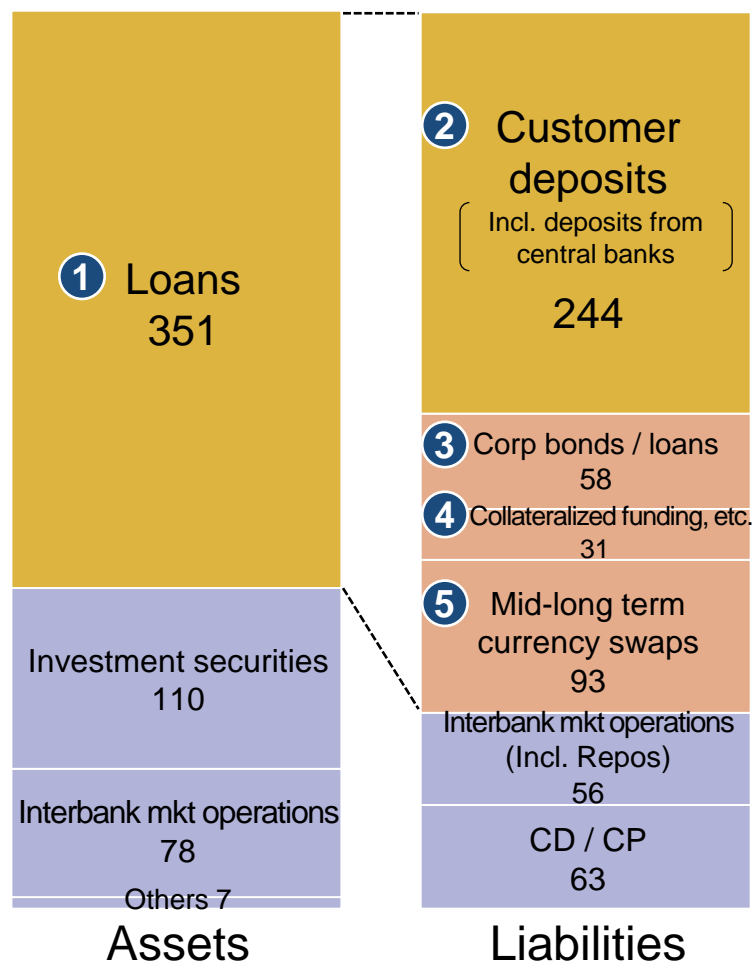 1
Loans
351
Investment securities
110
Interbank mkt operations
78
Others 7
Assets
2
Customer
deposits
Incl. deposits from
central banks
244
3
Corp bonds / loans
58
4
Collateralized funding, etc.
31
5
Mid-long term
currency swaps
93
Interbank mkt operations
(Incl. Repos)
56
CD / CP
63
Liabilities